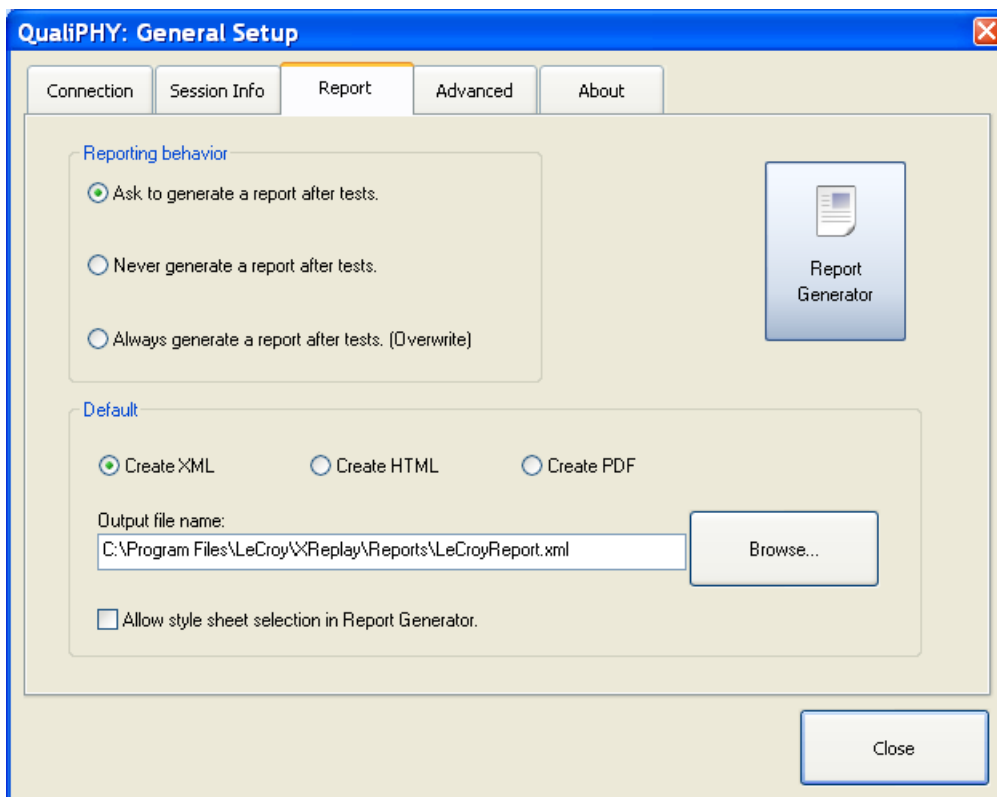 QualiPHY: General Setup
Connection
Session Info
Report
Advanced
About
Reporting behavior
Ask to generate a report after tests.
Never generate a report after tests.
Always generate a report after tests. (Overwrite)
Report
Generator
Default
Create XML
Create HTML
Create PDF
Output file name:
C:\Program Files\LeCroy\XReplay\Reports\LeCroyReport.xml
Browse...
Allow style sheet selection in Report Generator.
Close